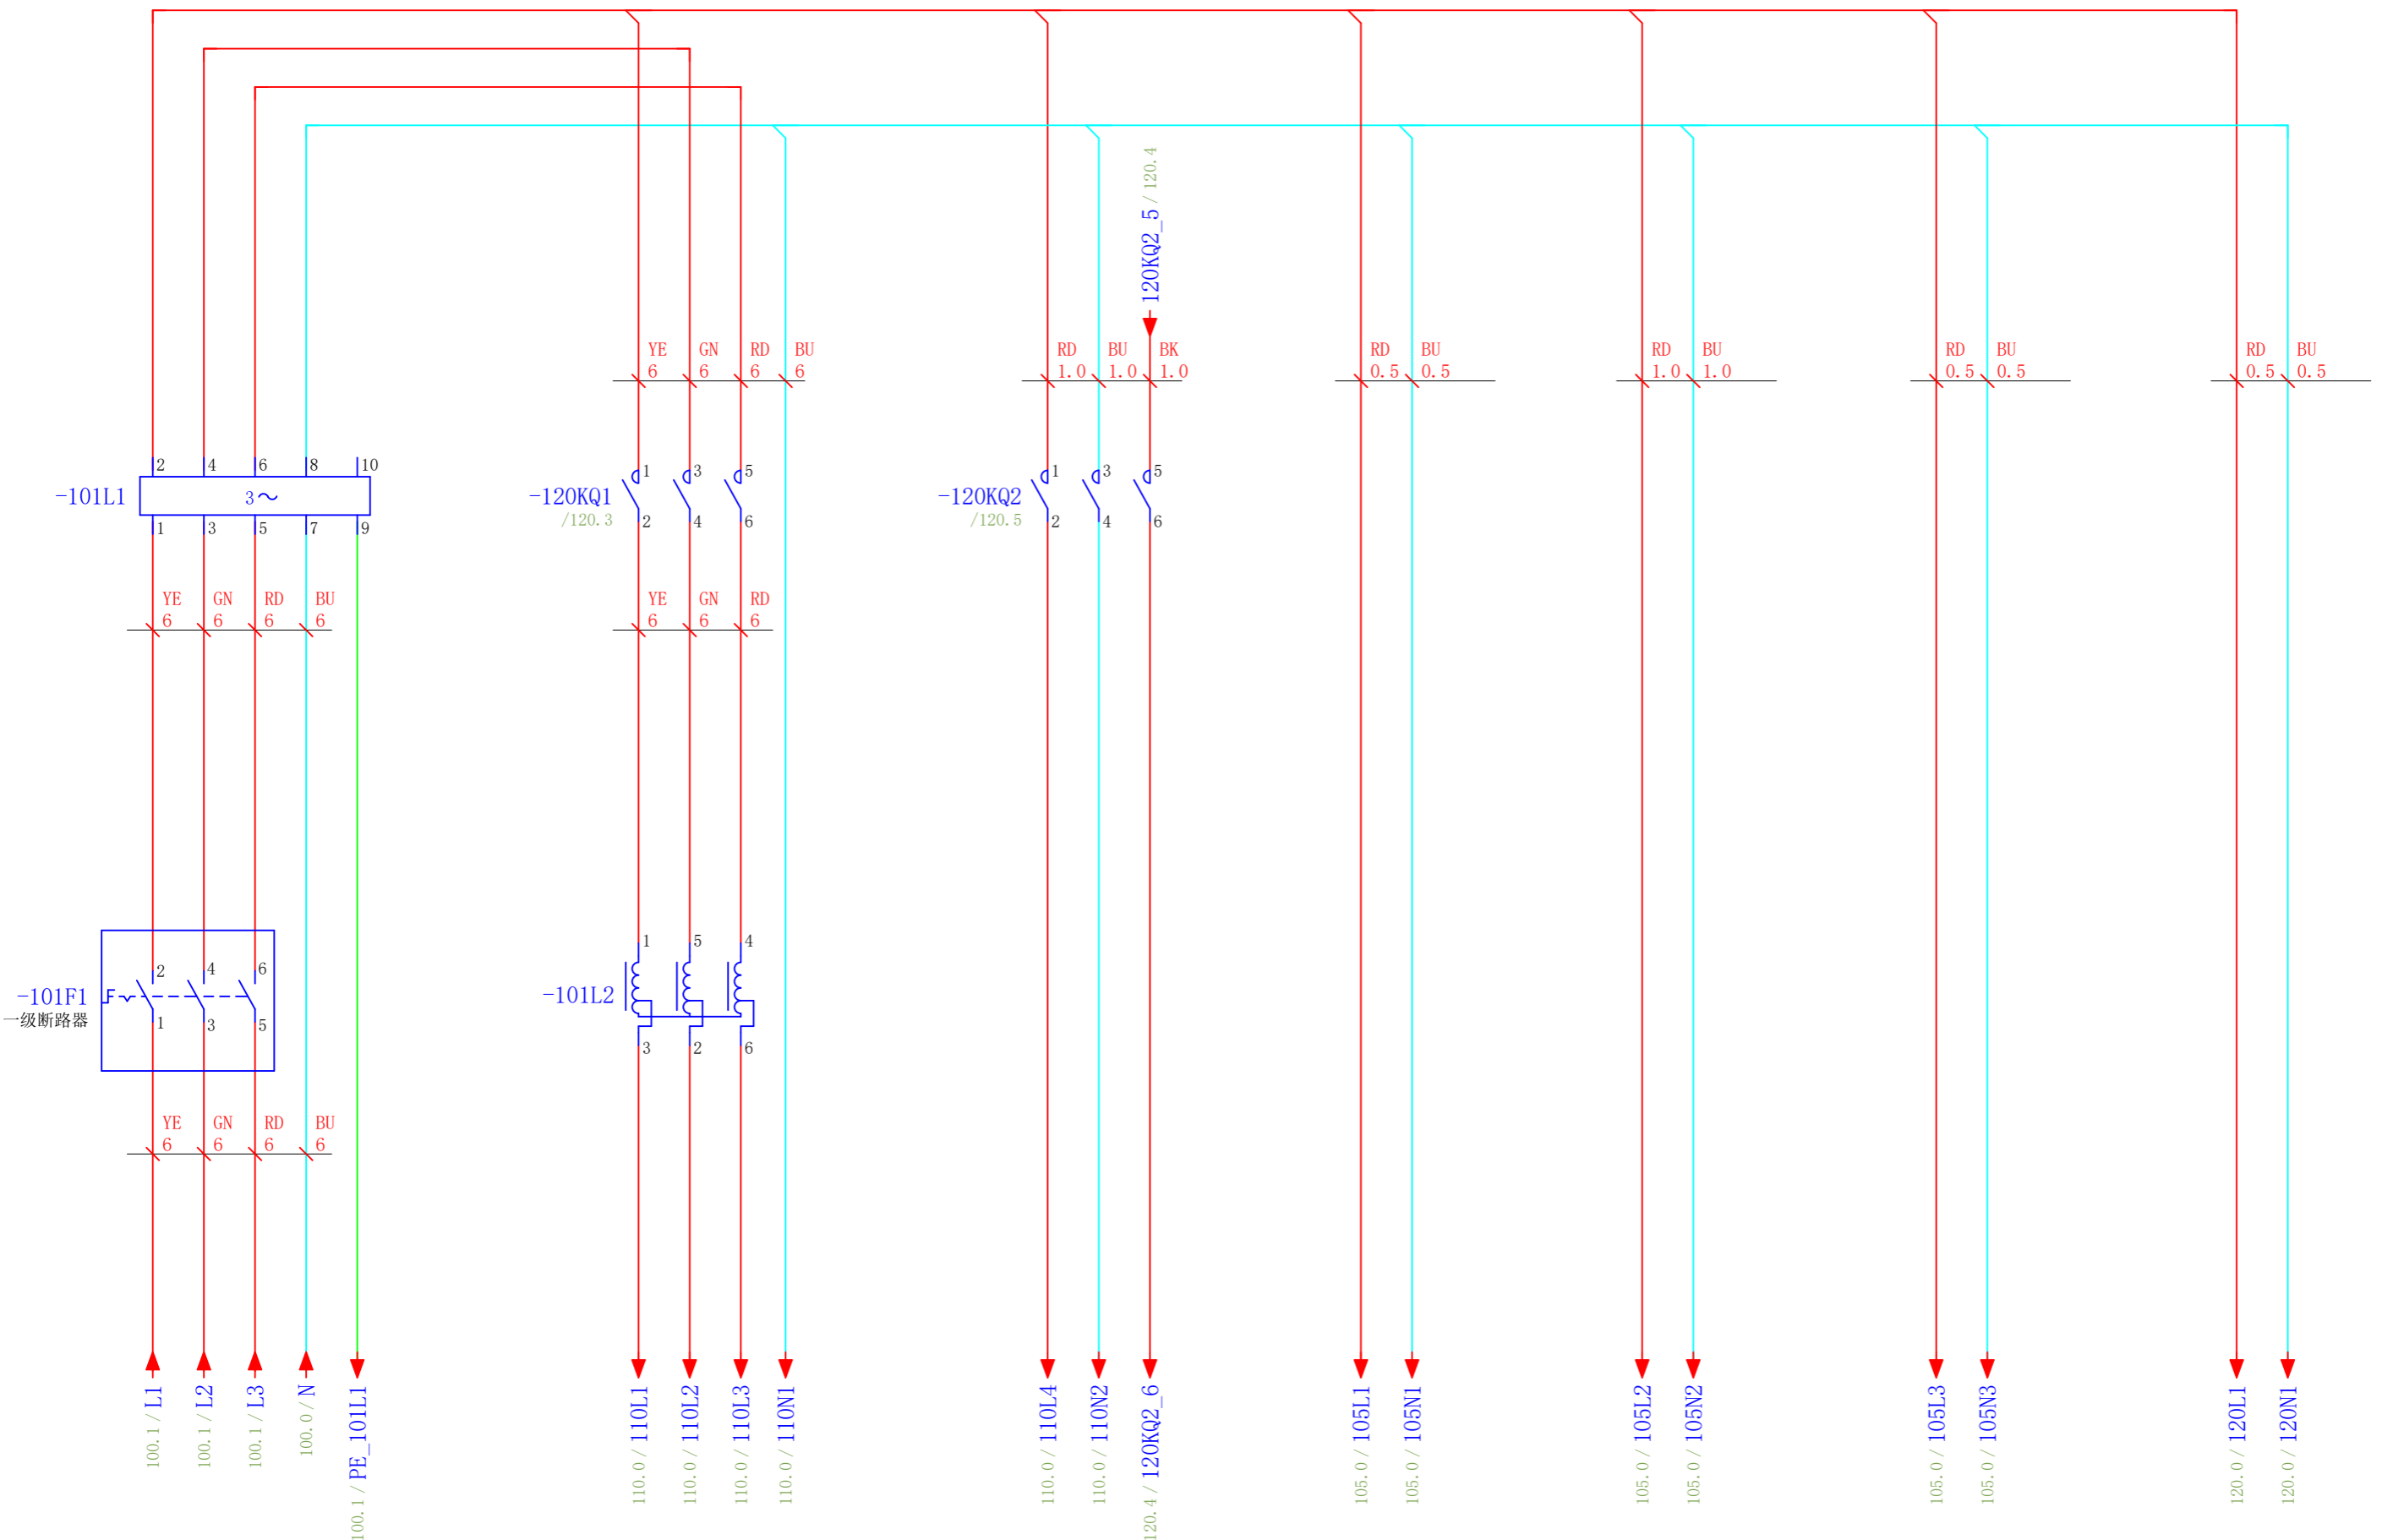 120KQ2_5 / 120.4
YE GN RD BU
6 6 6 6
RD BU BK
1.0 1.0 1.0
RD BU
0.5 0.5
RD BU
1.0 1.0
RD BU
0.5 0.5
RD BU
0.5 0.5
2 4 6 8 10
-101L1
3～
1 3 5 7 9
1 3 5
-120KQ1
/120.3
2 4 6
1 3 5
-120KQ2
/120.5
2 4 6
YE GN RD BU
6 6 6 6
YE GN RD
6 6 6
2 4 6
-101F1
一级断路器
1 3 5
1 5 4
-101L2
3 2 6
YE GN RD BU
6 6 6 6
100.1 / L1
100.1 / L2
100.1 / L3
100.0 / N
100.1 / PE_101L1
110.0 / 110L1
110.0 / 110L2
110.0 / 110L3
110.0 / 110N1
110.0 / 110L4
110.0 / 110N2
120.4 / 120KQ2_6
105.0 / 105L1
105.0 / 105N1
105.0 / 105L2
105.0 / 105N2
105.0 / 105L3
105.0 / 105N3
120.0 / 120L1
120.0 / 120N1